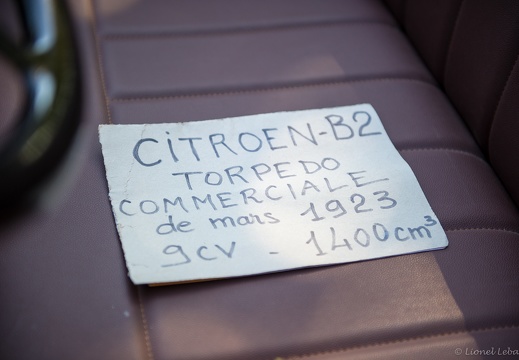 CiTROEN-B2
TORPEDO
COMMERCIALE
de mars 1923
9CV - 1400cm³
© Lionel Leba